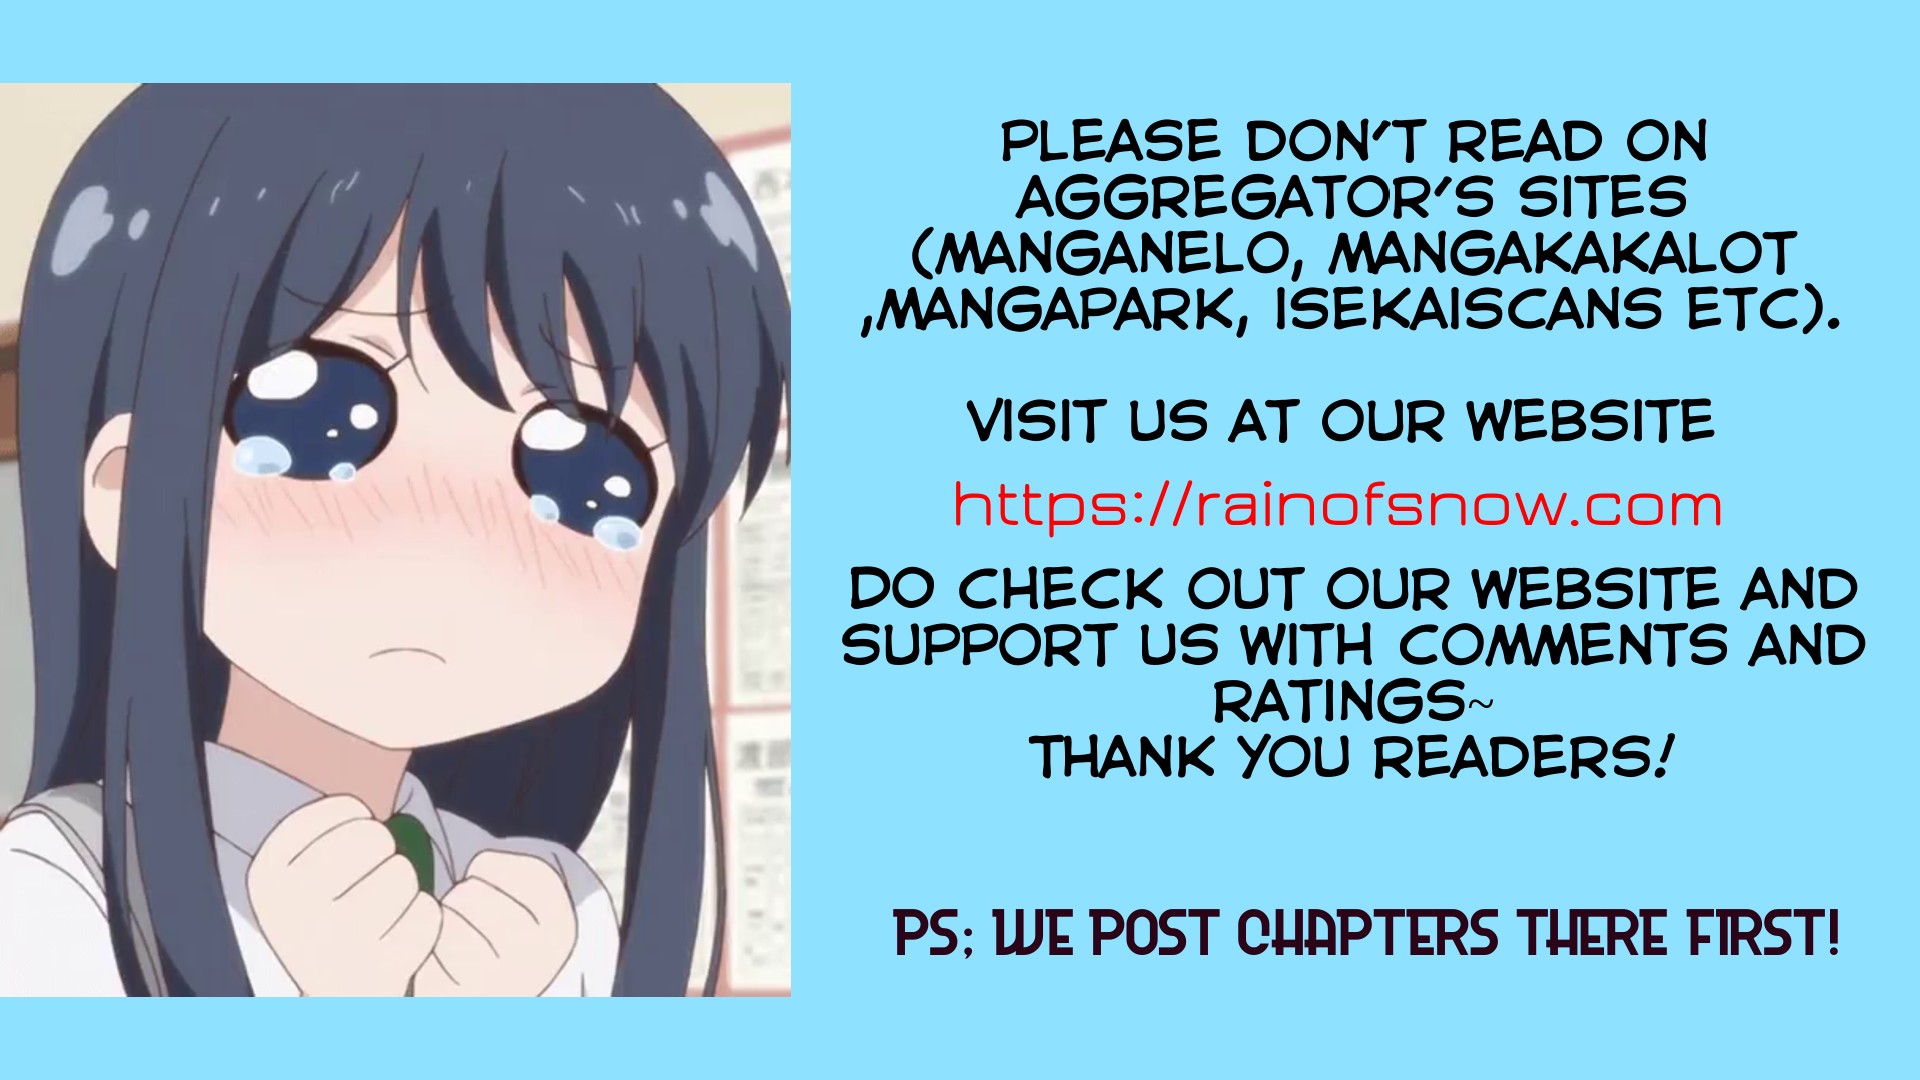 PLEASE DON'T READ ON
AGGREGATOR'S SITES
(MANGANELO, MANGAKAKALOT
,MANGAPARK, ISEKAISCANS ETC).
VISIT US AT OUR WEBSITE
https://rainofsnow.com
DO CHECK OUT OUR WEBSITE AND
SUPPORT US WITH COMMENTS AND
RATINGS~
THANK YOU READERS!
PS; WE POST CHAPTERS THERE FIRST!